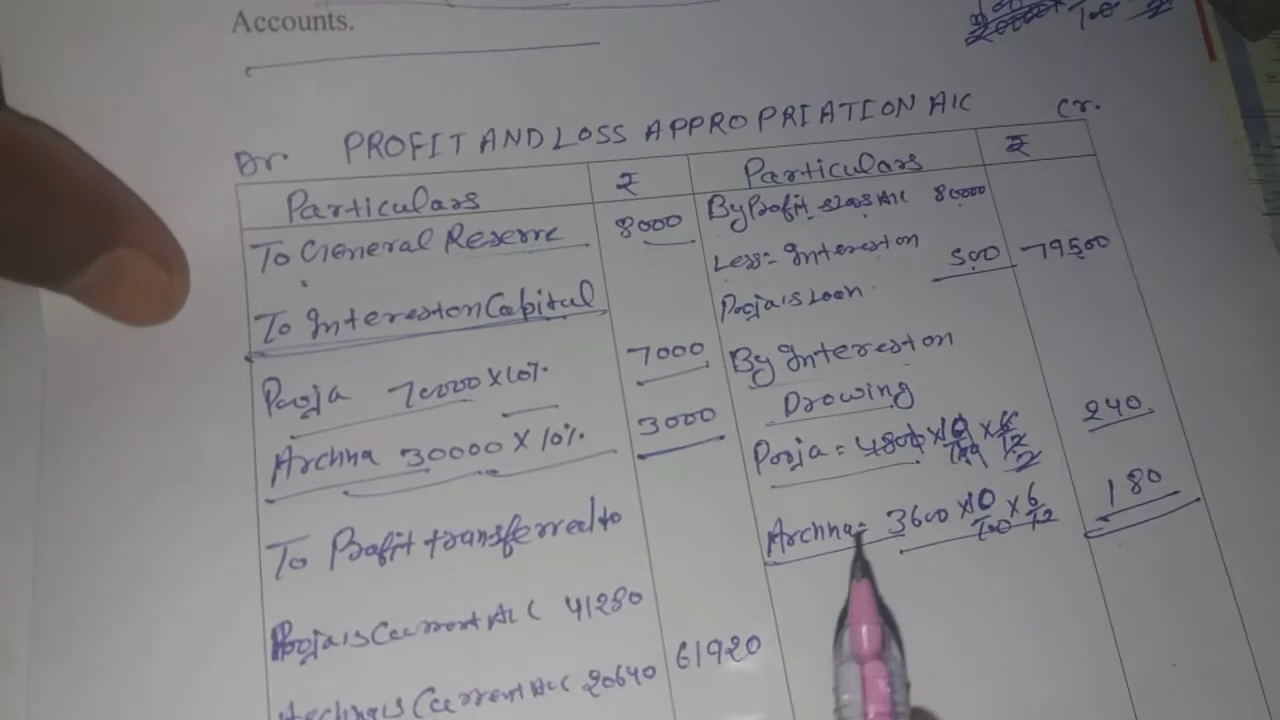 Accounts.
PROFIT AND LOSS APPROPRIATION A/C
Dr. Cr.
Particulars ₹ Particulars ₹
To General Reserve 8000
By Profit & Loss A/C 80000
Less: Interest on 500 79500
Pooja's Loan
To Interest on Capital
Pooja 70000 X 10% 7000
Archna 30000 X 10% 3000
By Interest on
Drowing
Pooja = 4800 X 10/100 X 6/12 240
Archna = 3600 X 10/100 X 6/12 180
To Profit transferred to
Pooja's Current A/C 41280
Archna's Current A/C 20640 61920